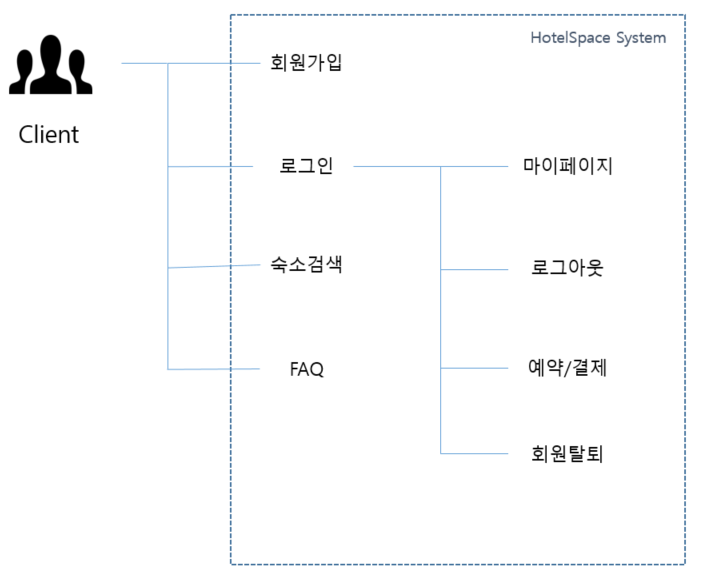 HotelSpace System
Client
회원가입
로그인
숙소검색
FAQ
마이페이지
로그아웃
예약/결제
회원탈퇴